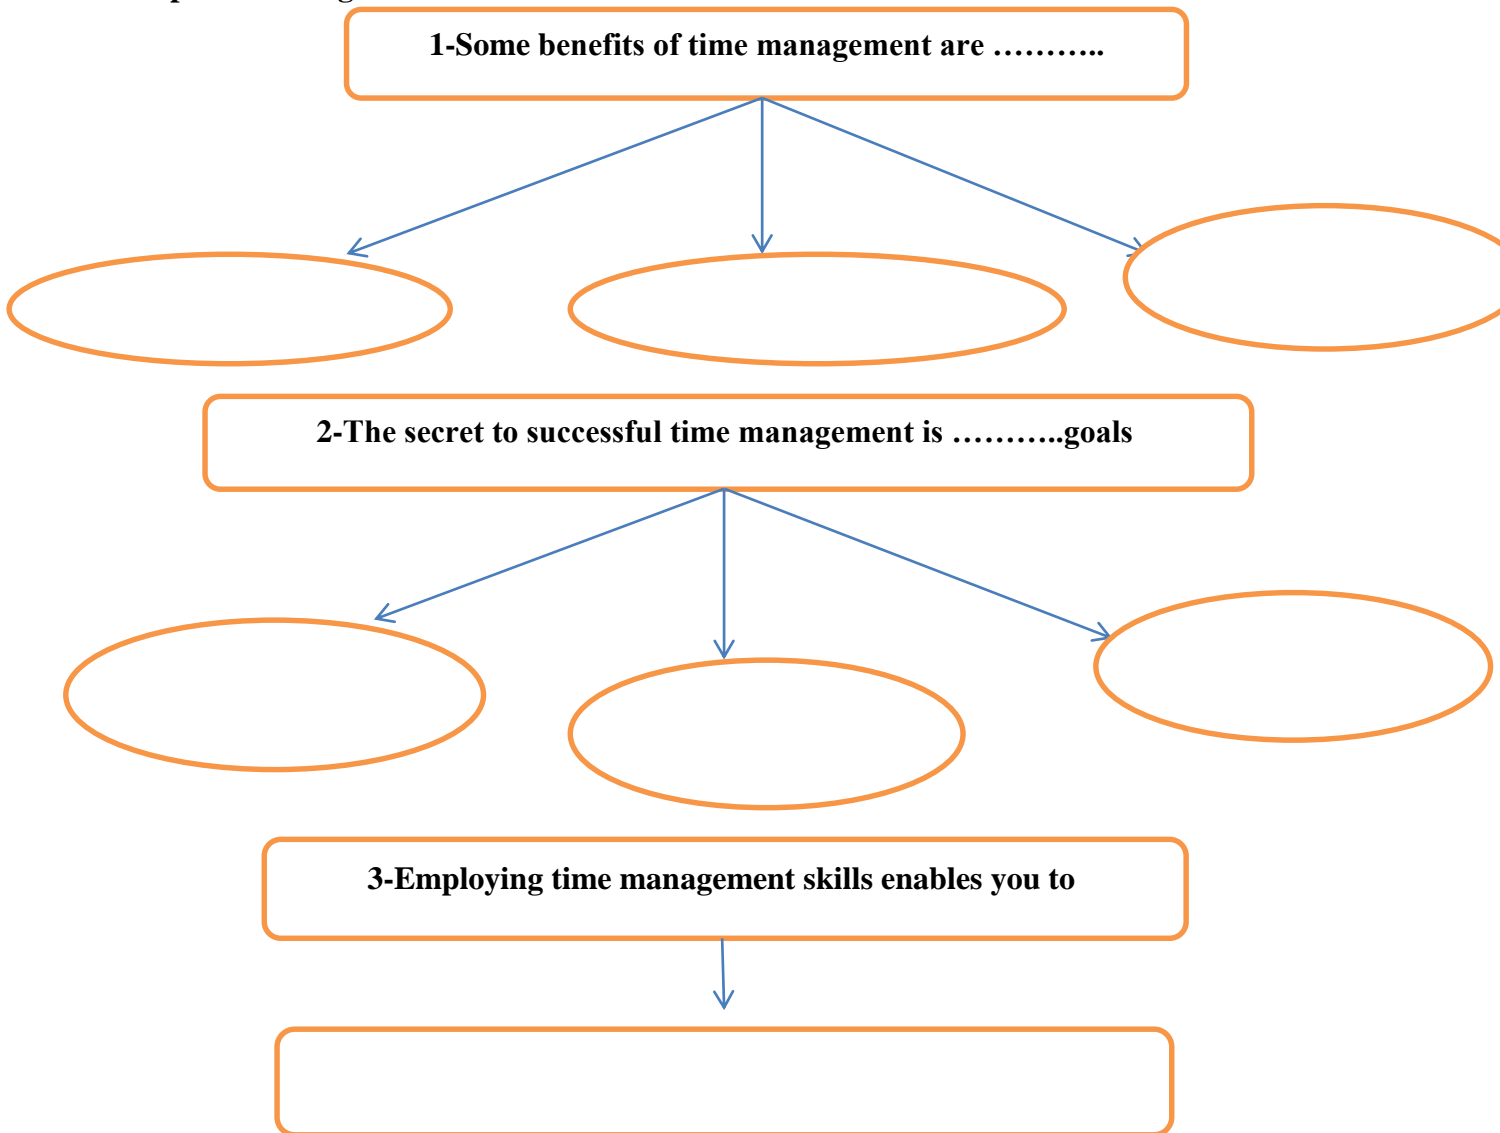 1-Some benefits of time management are ………..
2-The secret to successful time management is ………..goals
3-Employing time management skills enables you to